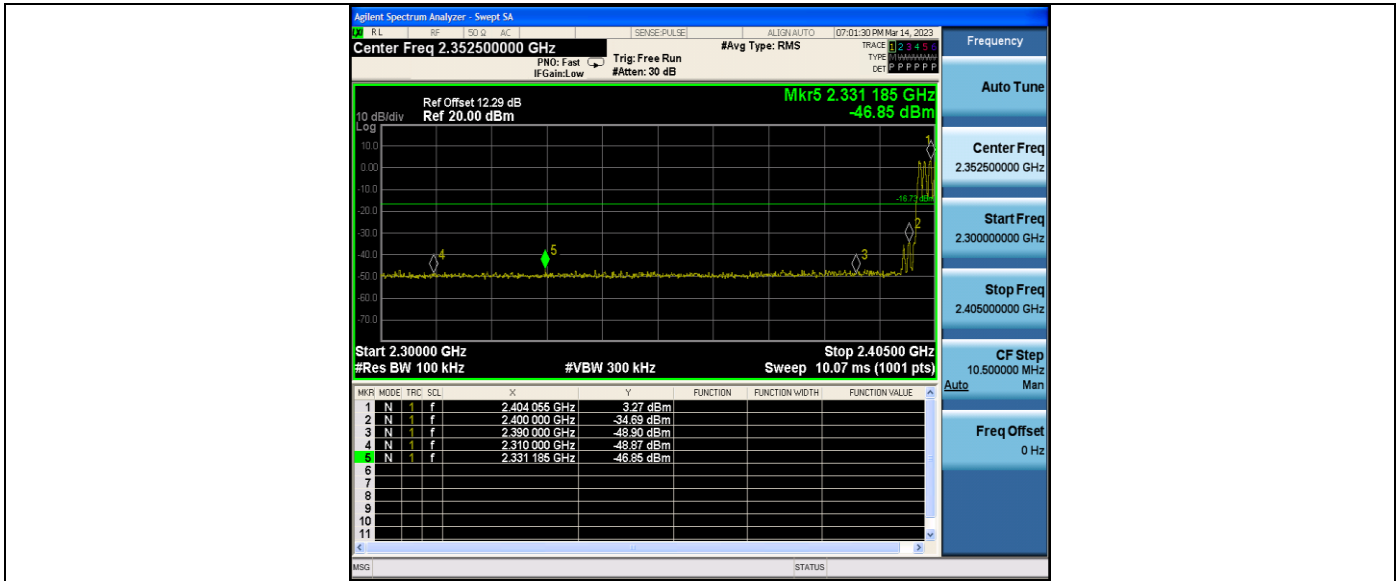 Agilent Spectrum Analyzer - Swept SA
RL RF 50 Ω AC SENSE:PULSE ALIGNAUTO 07:01:30 PM Mar 14, 2023
Center Freq 2.352500000 GHz #Avg Type: RMS TRACE 1 2 3 4 5 6
PNO: Fast Trig: Free Run TYPE M
IFGain:Low #Atten: 30 dB DET P P P P P P
Mkr5 2.331 185 GHz
-46.85 dBm
Ref Offset 12.29 dB
10 dB/div Ref 20.00 dBm
Log
10.0
0.00
-10.0
-20.0
-30.0
-40.0
-50.0
-60.0
-70.0
1
-16.73 dBm
2
3
4
5
Start 2.30000 GHz Stop 2.40500 GHz
#Res BW 100 kHz #VBW 300 kHz Sweep 10.07 ms (1001 pts)
MKR MODE TRC SCL X Y FUNCTION FUNCTION WIDTH FUNCTION VALUE
1 N 1 f 2.404 055 GHz 3.27 dBm
2 N 1 f 2.400 000 GHz -34.69 dBm
3 N 1 f 2.390 000 GHz -48.90 dBm
4 N 1 f 2.310 000 GHz -48.87 dBm
5 N 1 f 2.331 185 GHz -46.85 dBm
6
7
8
9
10
11
MSG STATUS
Frequency
Auto Tune
Center Freq
2.352500000 GHz
Start Freq
2.300000000 GHz
Stop Freq
2.405000000 GHz
CF Step
10.500000 MHz
Auto Man
Freq Offset
0 Hz